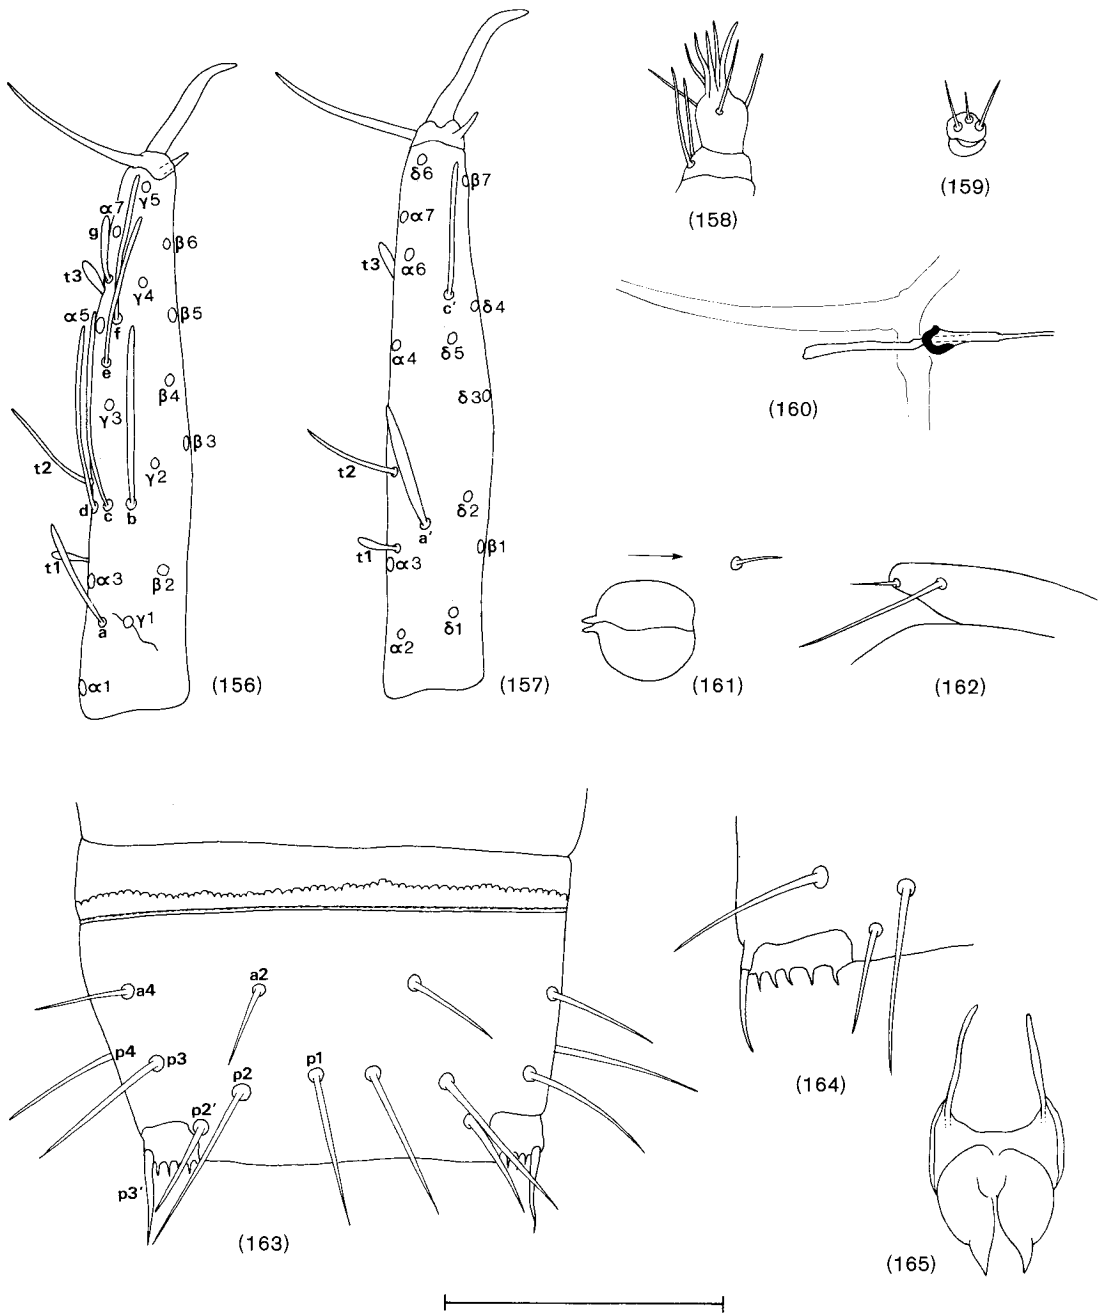 α7
γ5
g
β6
t3
γ4
α5
f
β5
e
β4
γ3
β3
t2
γ2
d
c
b
t1
α3
β2
a
γ1
α1
(156)
δ6
β7
α7
t3
α6
c'
δ4
α4
δ5
δ3
t2
δ2
a'
t1
α3
β1
δ1
α2
(157)
(158)
(159)
(160)
(161)
(162)
a4
a2
p4
p3
p2
p1
p2'
p3'
(163)
(164)
(165)